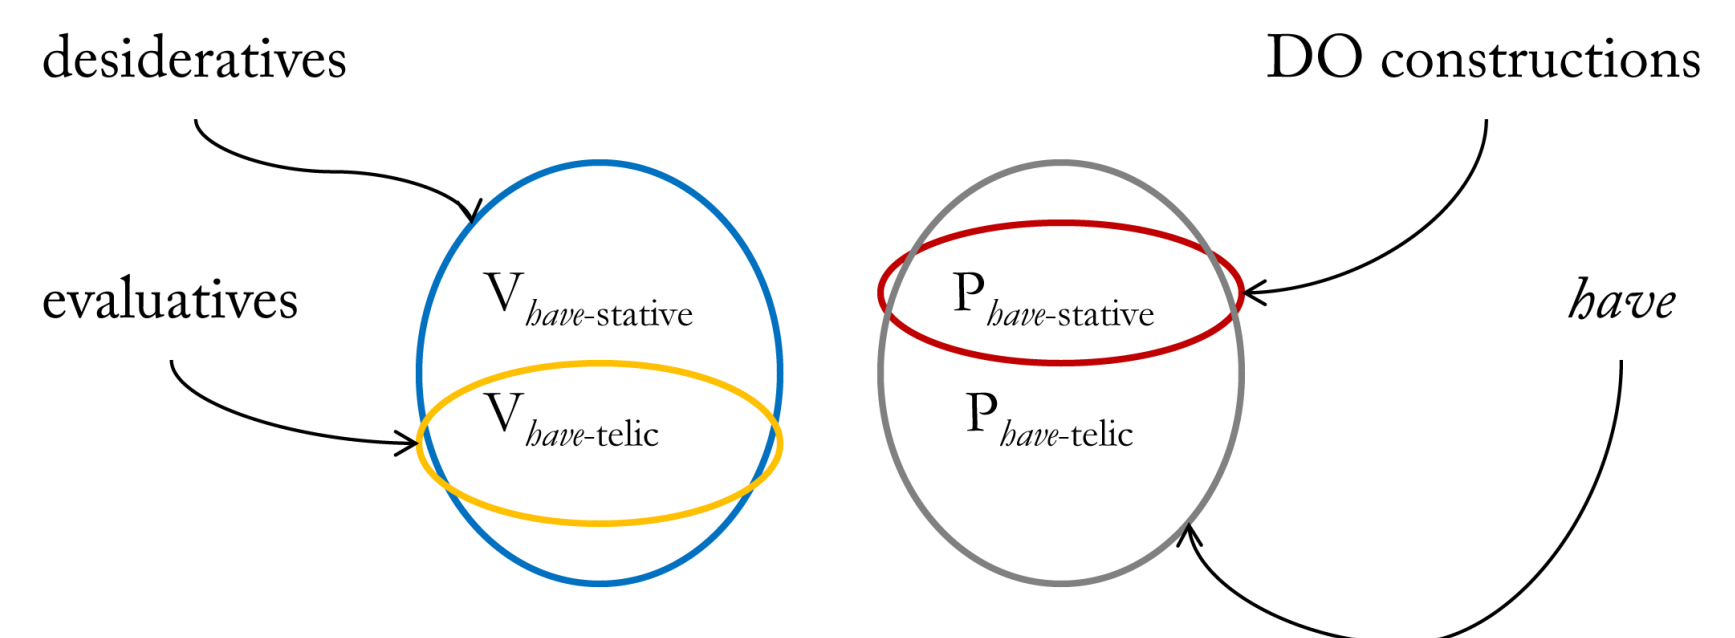 desideratives
DO constructions
evaluatives
V have-stative
P have-stative
have
V have-telic
P have-telic